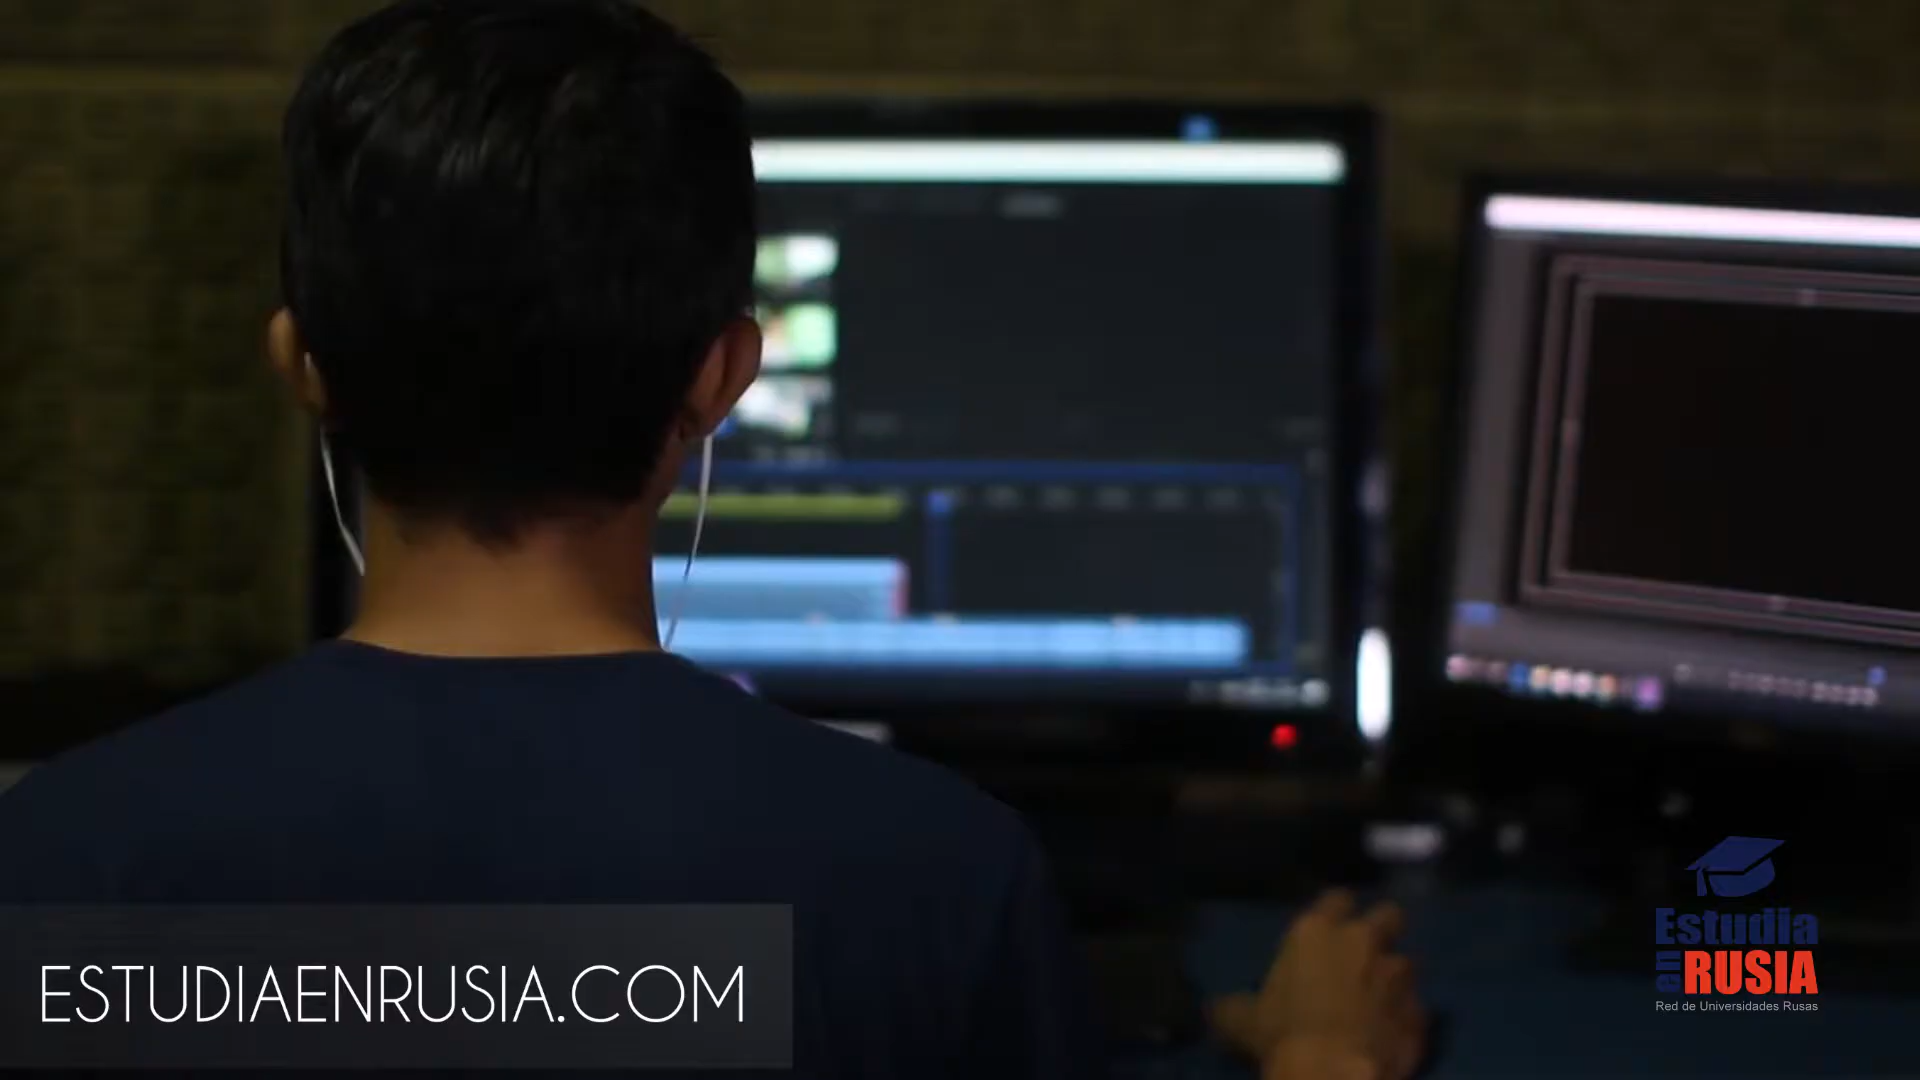 ESTUDIAENRUSIA.COM
Estudia
en RUSIA
Red de Universidades Rusas